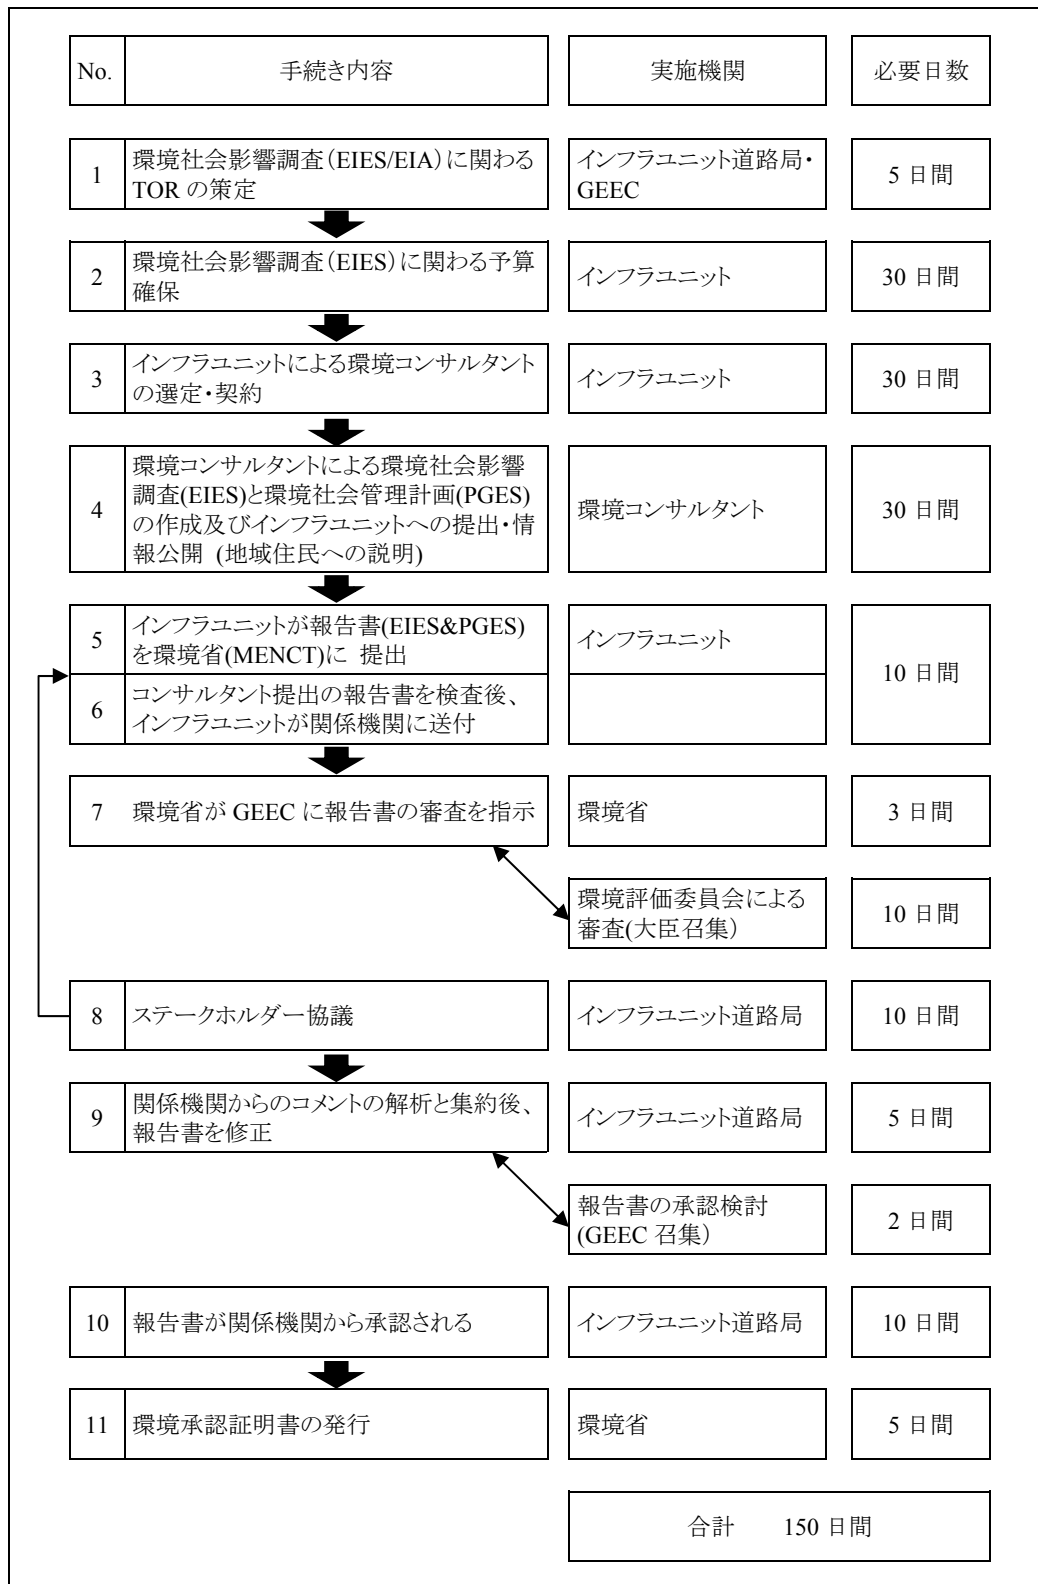 No. 手続き内容 実施機関 必要日数
環境社会影響調査(EIES/EIA)に関わる
TOR の策定
1
インフラユニット道路局・
GEEC
5 日間
環境社会影響調査(EIES)に関わる予算
確保
2
インフラユニット
30 日間
インフラユニットによる環境コンサルタント
の選定・契約
3
インフラユニット
30 日間
環境コンサルタントによる環境社会影響
調査(EIES)と環境社会管理計画(PGES)
の作成及びインフラユニットへの提出・情
報公開 (地域住民への説明)
4
環境コンサルタント
30 日間
インフラユニットが報告書(EIES&PGES)
を環境省(MENCT)に 提出
5
インフラユニット
10 日間
コンサルタント提出の報告書を検査後、
インフラユニットが関係機関に送付
6
7 環境省が GEEC に報告書の審査を指示 環境省 3 日間
環境評価委員会による
審査(大臣召集)
10 日間
8 ステークホルダー協議 インフラユニット道路局 10 日間
関係機関からのコメントの解析と集約後、
報告書を修正
9
インフラユニット道路局
5 日間
報告書の承認検討
(GEEC 召集)
2 日間
10 報告書が関係機関から承認される インフラユニット道路局 10 日間
11 環境承認証明書の発行 環境省 5 日間
合計 150 日間